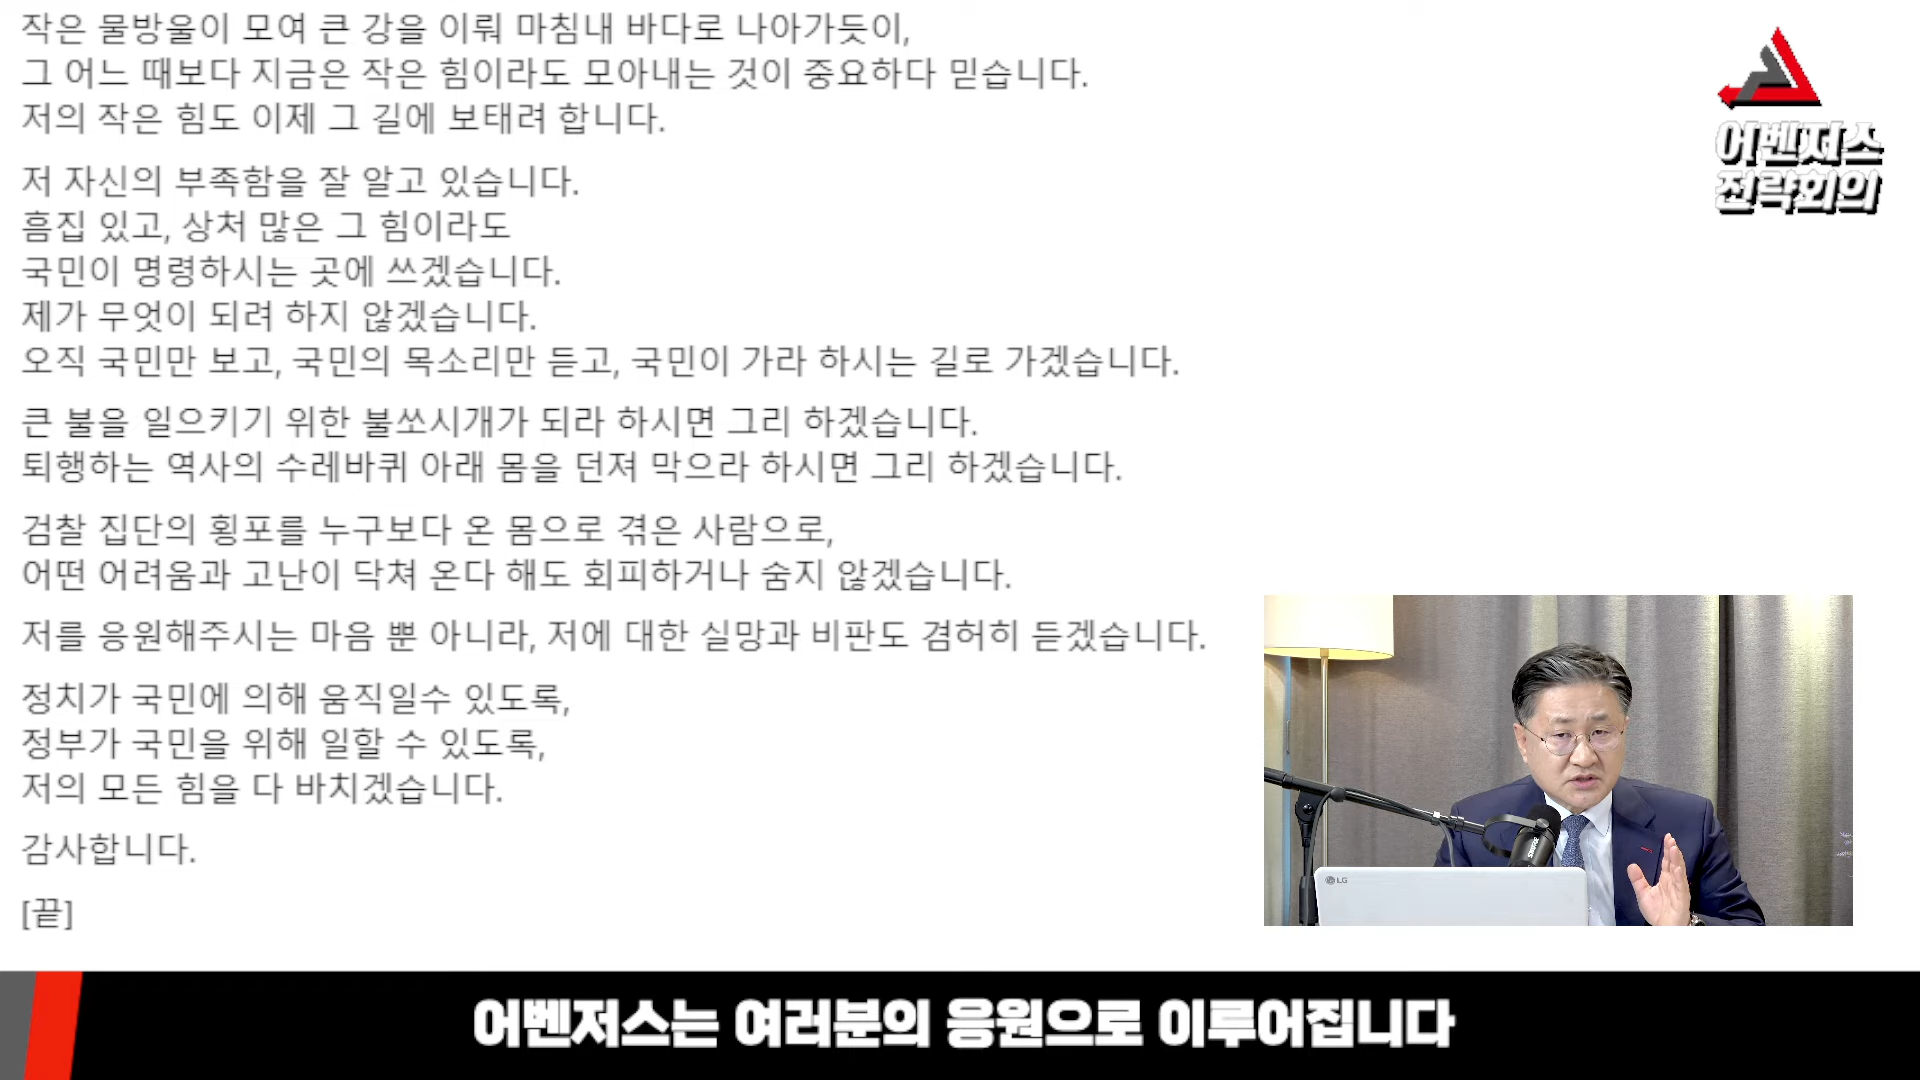 작은 물방울이 모여 큰 강을 이뤄 마침내 바다로 나아가듯이,
그 어느 때보다 지금은 작은 힘이라도 모아내는 것이 중요하다 믿습니다.
저의 작은 힘도 이제 그 길에 보태려 합니다.
저 자신의 부족함을 잘 알고 있습니다.
흠집 있고, 상처 많은 그 힘이라도
국민이 명령하시는 곳에 쓰겠습니다.
제가 무엇이 되려 하지 않겠습니다.
오직 국민만 보고, 국민의 목소리만 듣고, 국민이 가라 하시는 길로 가겠습니다.
큰 불을 일으키기 위한 불쏘시개가 되라 하시면 그리 하겠습니다.
퇴행하는 역사의 수레바퀴 아래 몸을 던져 막으라 하시면 그리 하겠습니다.
검찰 집단의 횡포를 누구보다 온 몸으로 겪은 사람으로,
어떤 어려움과 고난이 닥쳐 온다 해도 회피하거나 숨지 않겠습니다.
저를 응원해주시는 마음 뿐 아니라, 저에 대한 실망과 비판도 겸허히 듣겠습니다.
정치가 국민에 의해 움직일수 있도록,
정부가 국민을 위해 일할 수 있도록,
저의 모든 힘을 다 바치겠습니다.
감사합니다.
[끝]
어벤저스
전략회의
LG
SHURE
어벤저스는 여러분의 응원으로 이루어집니다